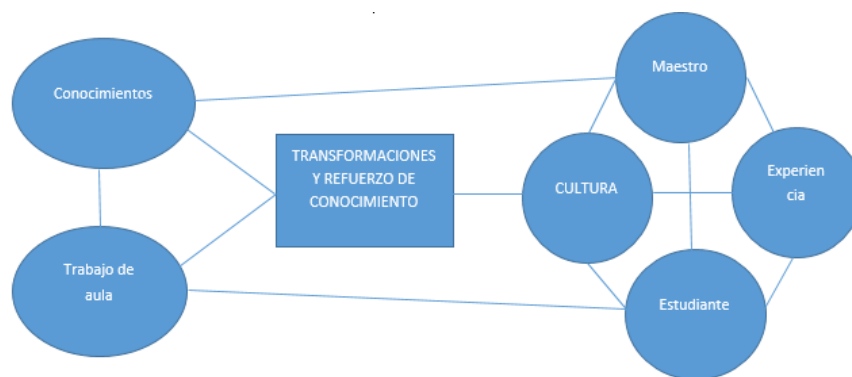 Maestro
Conocimientos
TRANSFORMACIONES
Y REFUERZO DE
CONOCIMIENTO
CULTURA
Experien
cia
Trabajo de
aula
Estudiante